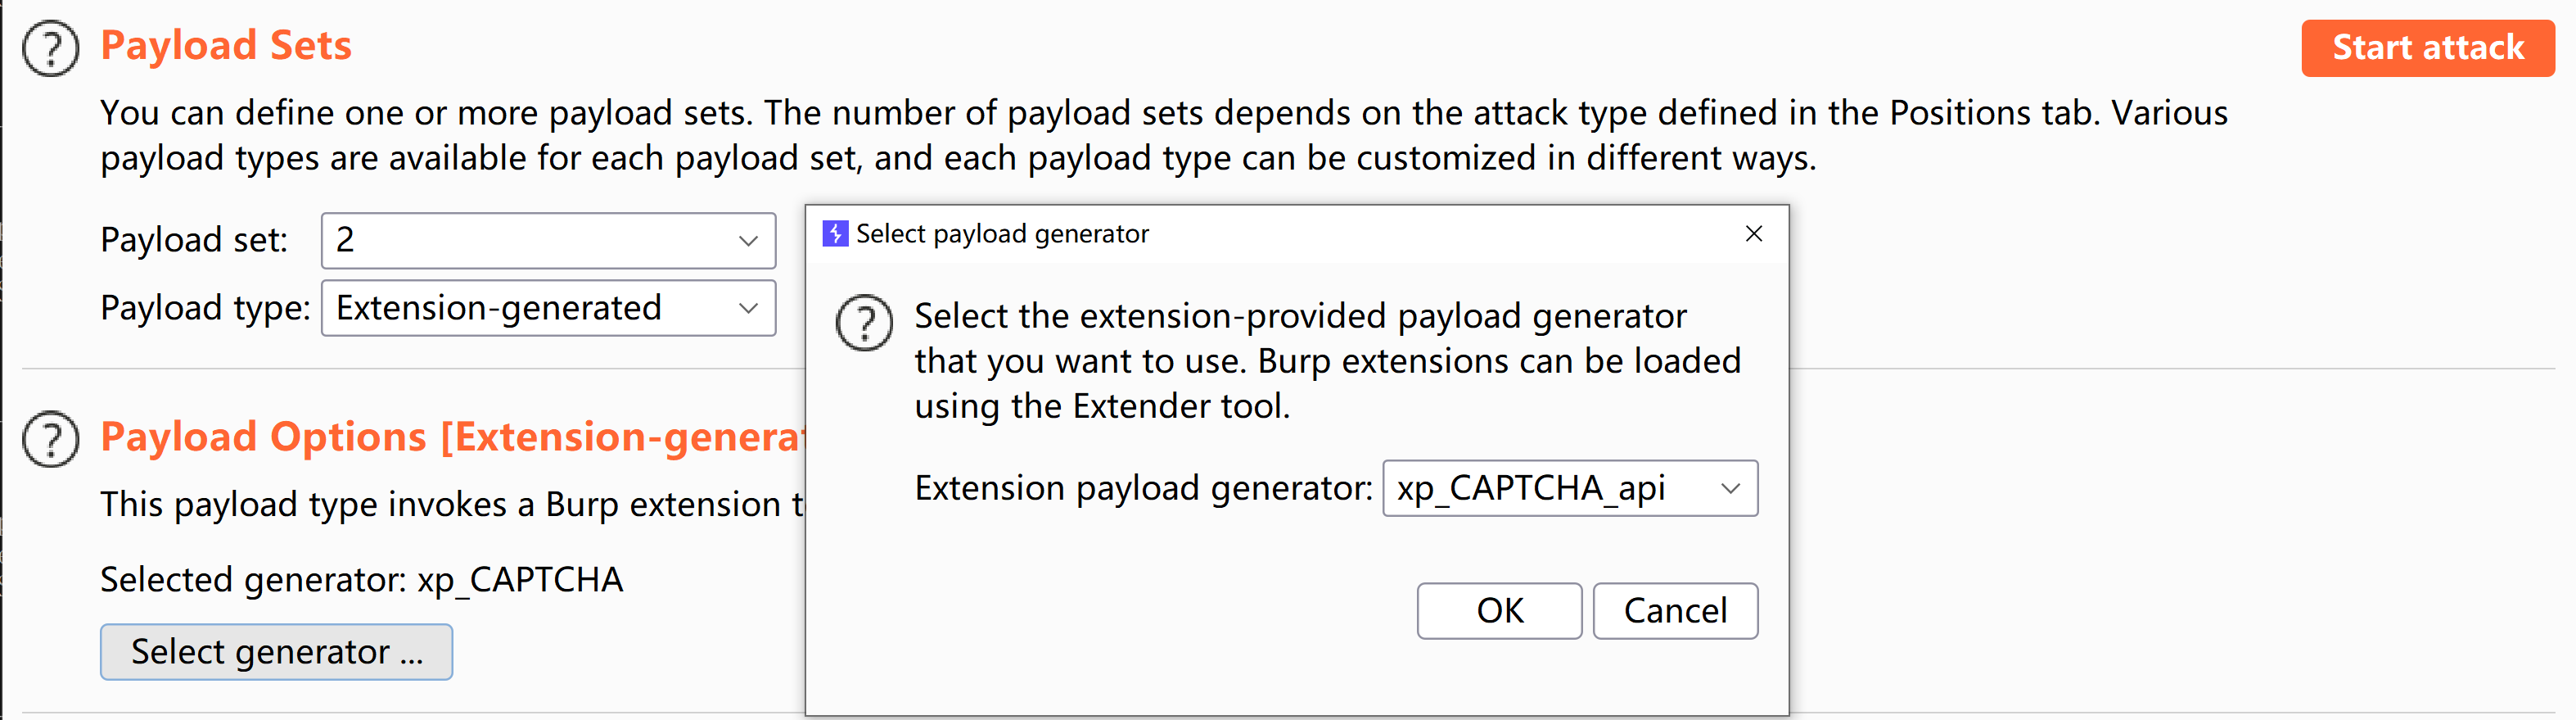 Payload Sets
Start attack
You can define one or more payload sets. The number of payload sets depends on the attack type defined in the Positions tab. Various
payload types are available for each payload set, and each payload type can be customized in different ways.
Payload set: 2
Payload type: Extension-generated
Select payload generator
Select the extension-provided payload generator
that you want to use. Burp extensions can be loaded
using the Extender tool.
Extension payload generator: xp_CAPTCHA_api
OK Cancel
Payload Options [Extension-generat
This payload type invokes a Burp extension t
Selected generator: xp_CAPTCHA
Select generator ...